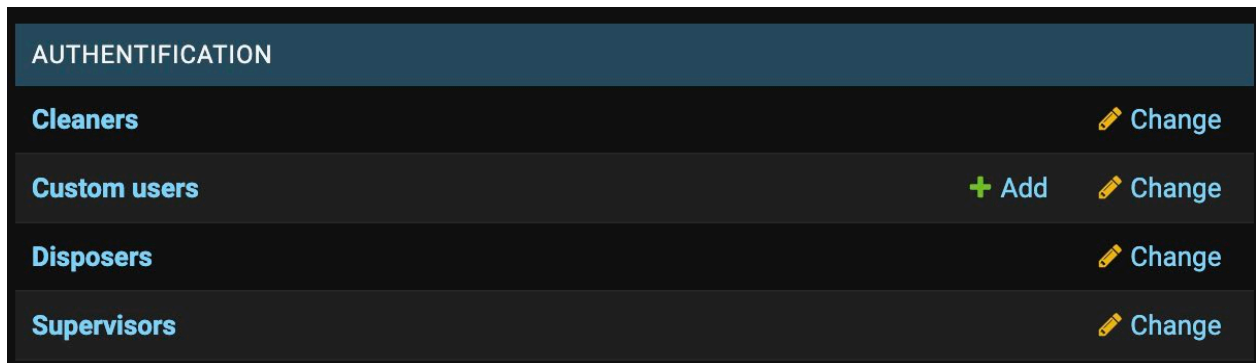 AUTHENTIFICATION
Cleaners Change
Custom users Add Change
Disposers Change
Supervisors Change